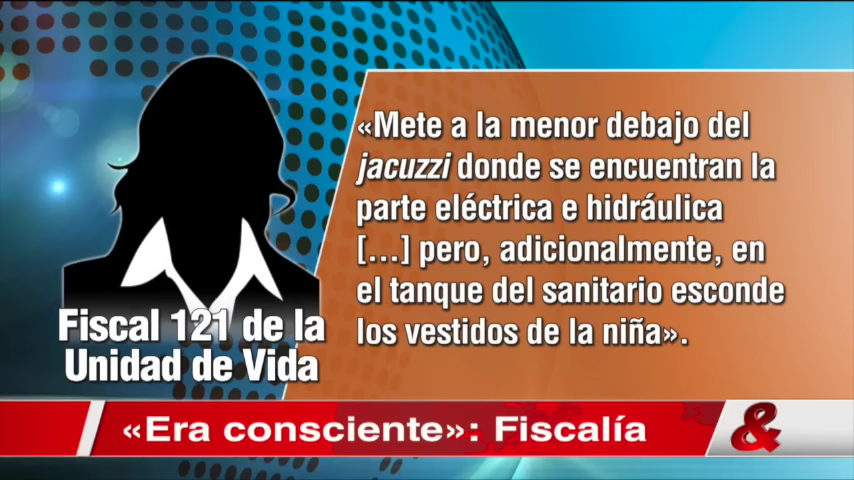 «Mete a la menor debajo del
jacuzzi donde se encuentran la
parte eléctrica e hidráulica
[...] pero, adicionalmente, en
el tanque del sanitario esconde
los vestidos de la niña».
Fiscal 121 de la
Unidad de Vida
«Era consciente»: Fiscalía
&